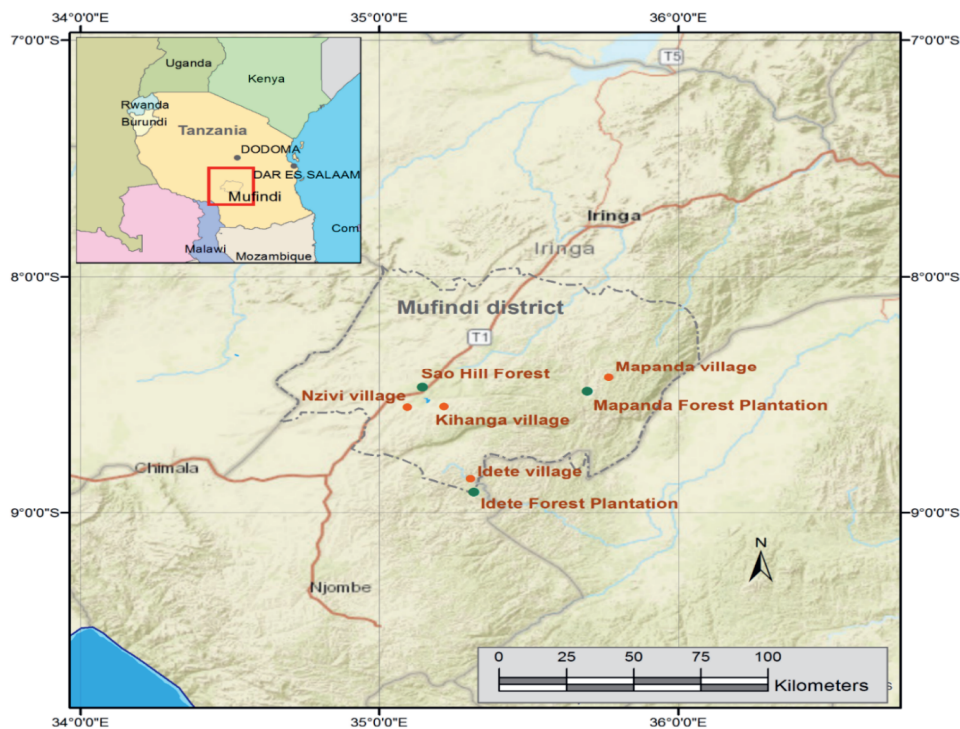 34°0'0"E
35°0'0"E
36°0'0"E
7°0'0"S
7°0'0"S
T5
Uganda
Kenya
Rwanda
Burundi
Tanzania
DODOMA
DAR ES SALAAM
Mufindi
Com
Malawi
Mozambique
Iringa
Iringa
8°0'0"S
8°0'0"S
Mufindi district
T1
Mapanda village
Sao Hill Forest
Nzivi village
Mapanda Forest Plantation
Kihanga village
Chimala
Idete village
Idete Forest Plantation
9°0'0"S
9°0'0"S
N
Njombe
0 25 50 75 100
Kilometers
s
34°0'0"E
35°0'0"E
36°0'0"E